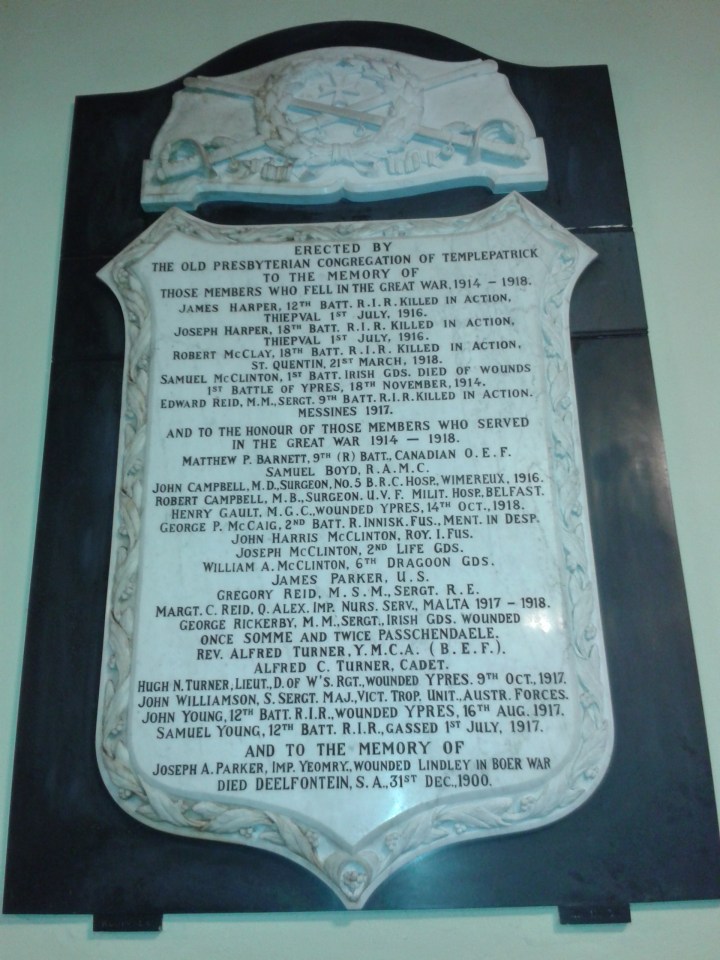 ERECTED BY
THE OLD PRESBYTERIAN CONGREGATION OF TEMPLEPATRICK
TO THE MEMORY OF
THOSE MEMBERS WHO FELL IN THE GREAT WAR, 1914 – 1918.
JAMES HARPER, 12TH BATT. R.I.R. KILLED IN ACTION,
THIEPVAL 1ST JULY, 1916.
JOSEPH HARPER, 18TH BATT. R.I.R. KILLED IN ACTION,
THIEPVAL 1ST JULY, 1916.
ROBERT MCCLAY, 18TH BATT. R.I.R. KILLED IN ACTION,
ST. QUENTIN, 21ST MARCH, 1918.
SAMUEL MCCLINTON, 1ST BATT. IRISH GDS. DIED OF WOUNDS
1ST BATTLE OF YPRES, 18TH NOVEMBER, 1914.
EDWARD REID, M.M., SERGT. 9TH BATT. R.I.R. KILLED IN ACTION.
MESSINES 1917.
AND TO THE HONOUR OF THOSE MEMBERS WHO SERVED
IN THE GREAT WAR 1914 – 1918.
MATTHEW P. BARNETT, 9TH (R) BATT., CANADIAN O.E.F.
SAMUEL BOYD, R.A.M.C.
JOHN CAMPBELL, M.D., SURGEON, NO. 5 B.R.C. HOSP., WIMEREUX, 1916.
ROBERT CAMPBELL, M.B., SURGEON. U.V.F. MILIT. HOSP. BELFAST.
HENRY GAULT, M.G.C., WOUNDED YPRES, 14TH OCT., 1918.
GEORGE P. MCCAIG, 2ND BATT. R. INNISK. FUS., MENT. IN DESP.
JOHN HARRIS MCCLINTON, ROY. I. FUS.
JOSEPH MCCLINTON, 2ND LIFE GDS.
WILLIAM A. MCCLINTON, 6TH DRAGOON GDS.
JAMES PARKER, U.S.
GREGORY REID, M.S.M., SERGT. R.E.
MARGT. C. REID, Q. ALEX. IMP. NURS. SERV., MALTA 1917 – 1918.
GEORGE RICKERBY, M.M., SERGT., IRISH GDS. WOUNDED
ONCE SOMME AND TWICE PASSCHENDAELE.
REV. ALFRED TURNER, Y.M.C.A. (B.E.F.).
ALFRED C. TURNER, CADET.
HUGH N. TURNER, LIEUT., D. OF W'S. RGT., WOUNDED YPRES. 9TH OCT., 1917.
JOHN WILLIAMSON, S. SERGT. MAJ., VICT. TROP. UNIT., AUSTR. FORCES.
JOHN YOUNG, 12TH BATT. R.I.R., WOUNDED YPRES, 16TH AUG. 1917.
SAMUEL YOUNG, 12TH BATT. R.I.R., GASSED 1ST JULY, 1917.
AND TO THE MEMORY OF
JOSEPH A. PARKER, IMP. YEOMRY., WOUNDED LINDLEY IN BOER WAR
DIED DEELFONTEIN, S.A., 31ST DEC., 1900.